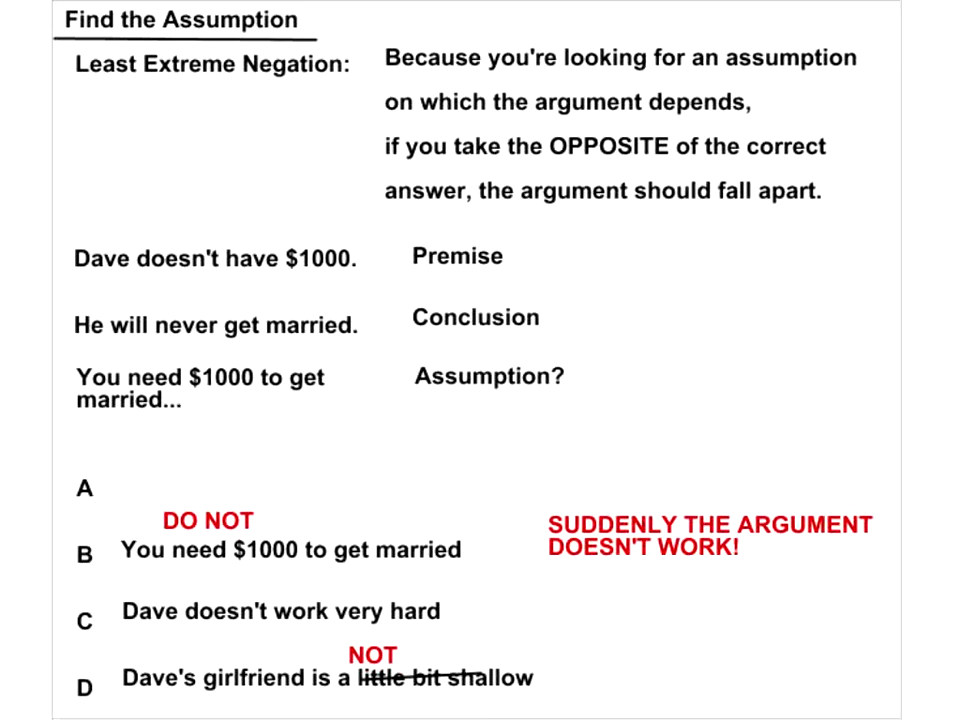 Find the Assumption
Least Extreme Negation:
Because you're looking for an assumption
on which the argument depends,
if you take the OPPOSITE of the correct
answer, the argument should fall apart.
Dave doesn't have $1000.
Premise
He will never get married.
Conclusion
You need $1000 to get
married...
Assumption?
A
DO NOT
B You need $1000 to get married
SUDDENLY THE ARGUMENT
DOESN'T WORK!
C Dave doesn't work very hard
NOT
D Dave's girlfriend is a little bit shallow